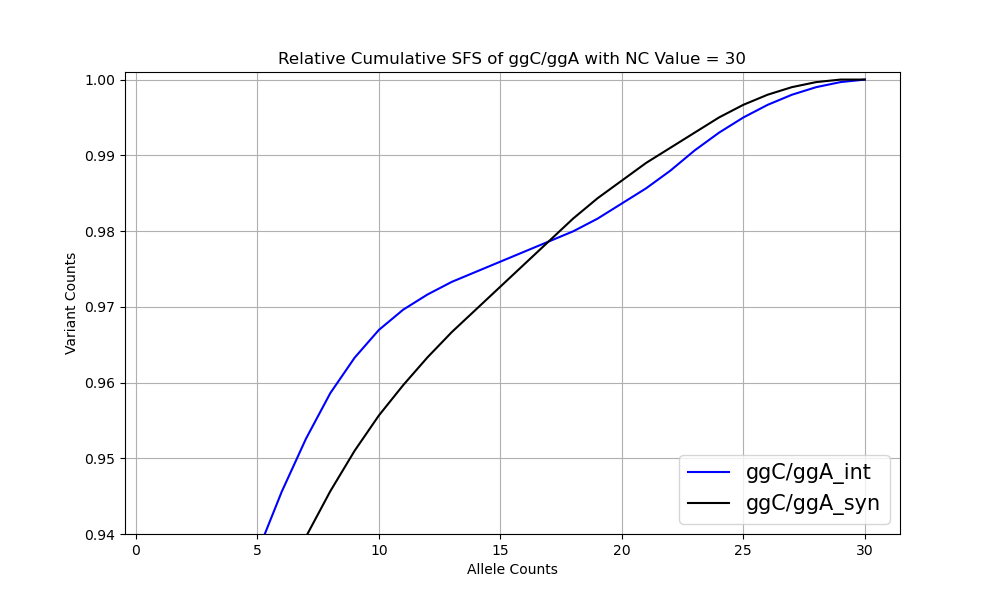 Relative Cumulative SFS of ggC/ggA with NC Value = 30
Variant Counts
1.00
0.99
0.98
0.97
0.96
0.95
0.94
0 5 10 15 20 25 30
Allele Counts
ggC/ggA_int
ggC/ggA_syn